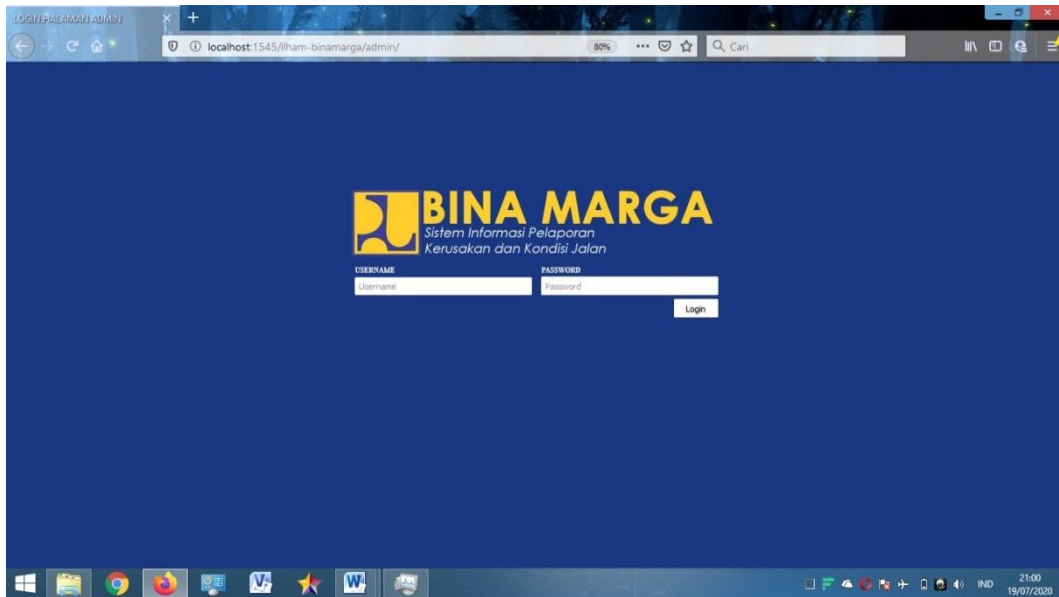 LOGIN HALAMAN ADMIN
localhost:1545/ilham-binamarga/admin/
80%
Cari
BINA MARGA
Sistem Informasi Pelaporan
Kerusakan dan Kondisi Jalan
USERNAME
PASSWORD
Username
Password
Login
IND
21:00
19/07/2020